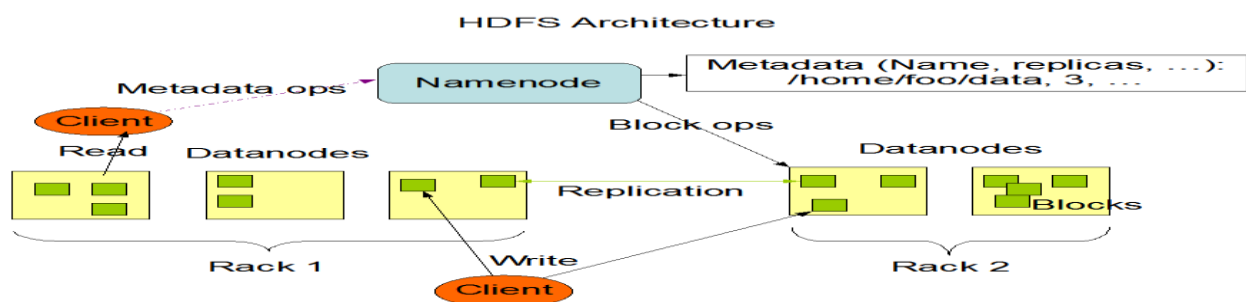 HDFS Architecture
Namenode
Metadata (Name, replicas, ...):
/home/foo/data, 3, ...
Metadata ops
Client
Block ops
Read
Datanodes
Datanodes
Replication
Blocks
Write
Rack 1
Rack 2
Client